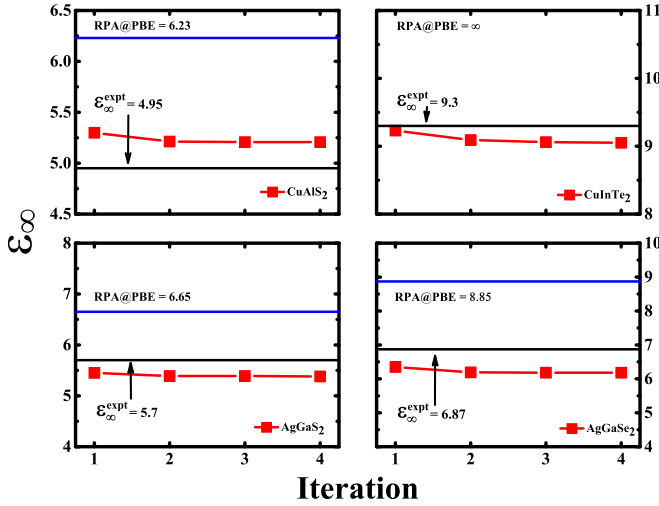 ε∞
6.5
6.0
5.5
5.0
4.5
RPA@PBE = 6.23
ε∞^expt = 4.95
CuAlS₂
RPA@PBE = ∞
ε∞^expt = 9.3
CuInTe₂
11
10
9
8
8
7
6
5
4
RPA@PBE = 6.65
ε∞^expt = 5.7
AgGaS₂
1 2 3 4
RPA@PBE = 8.85
ε∞^expt = 6.87
AgGaSe₂
10
9
8
7
6
5
4
1 2 3 4
Iteration